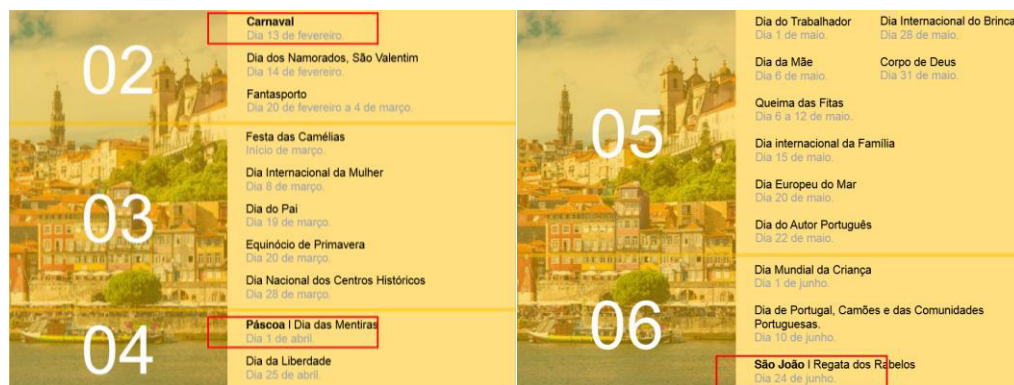 02
Carnaval
Dia 13 de fevereiro.
Dia dos Namorados, São Valentim
Dia 14 de fevereiro.
Fantasporto
Dia 20 de fevereiro a 4 de março.
03
Festa das Camélias
Início de março.
Dia Internacional da Mulher
Dia 8 de março.
Dia do Pai
Dia 19 de março.
Equinócio de Primavera
Dia 20 de março.
Dia Nacional dos Centros Históricos
Dia 28 de março.
04
Páscoa | Dia das Mentiras
Dia 1 de abril.
Dia da Liberdade
Dia 25 de abril.
05
Dia do Trabalhador
Dia 1 de maio.
Dia da Mãe
Dia 6 de maio.
Queima das Fitas
Dia 6 a 12 de maio.
Dia internacional da Família
Dia 15 de maio.
Dia Europeu do Mar
Dia 20 de maio.
Dia do Autor Português
Dia 22 de maio.
Dia Internacional do Brinca
Dia 28 de maio.
Corpo de Deus
Dia 31 de maio.
06
Dia Mundial da Criança
Dia 1 de junho.
Dia de Portugal, Camões e das Comunidades
Portuguesas.
Dia 10 de junho.
São João | Regata dos Rabelos
Dia 24 de junho.